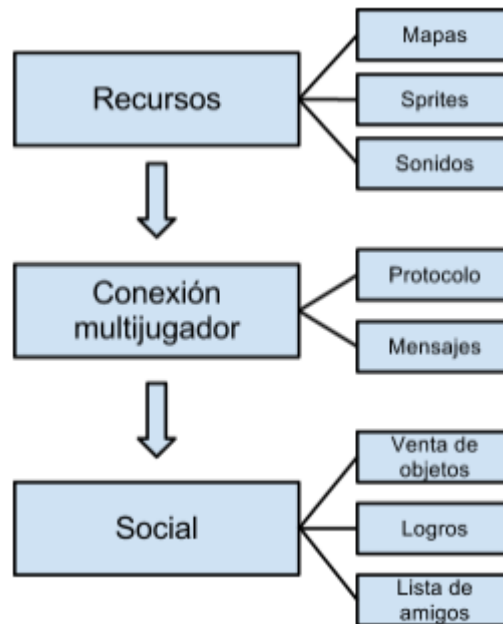 Recursos
Mapas
Sprites
Sonidos
Conexión
multijugador
Protocolo
Mensajes
Social
Venta de
objetos
Logros
Lista de
amigos